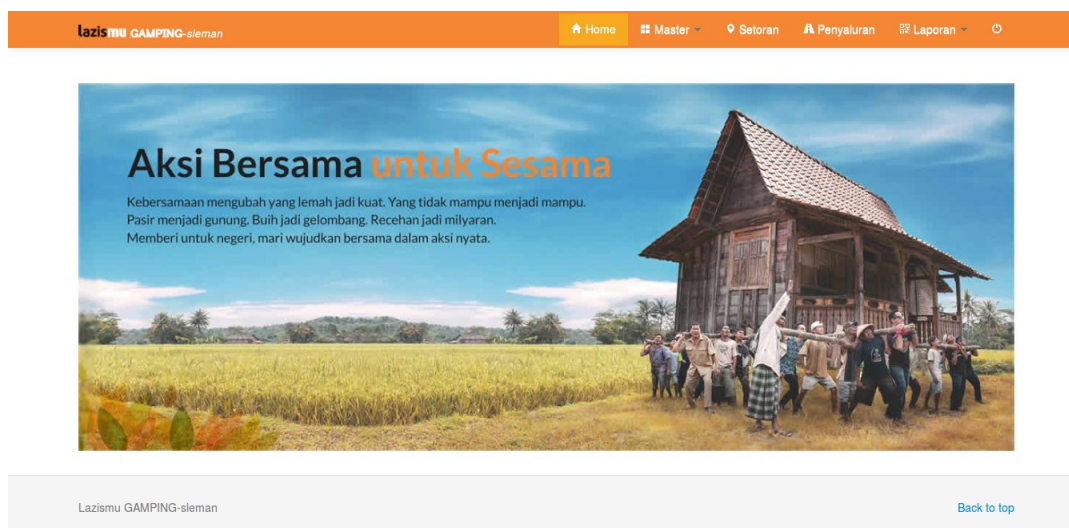 lazismu GAMPING-sleman
Home Master Setoran Penyaluran Laporan
Aksi Bersama untuk Sesama
Kebersamaan mengubah yang lemah jadi kuat. Yang tidak mampu menjadi mampu.
Pasir menjadi gunung. Buih jadi gelombang. Recehan jadi milyaran.
Memberi untuk negeri, mari wujudkan bersama dalam aksi nyata.
Lazismu GAMPING-sleman
Back to top